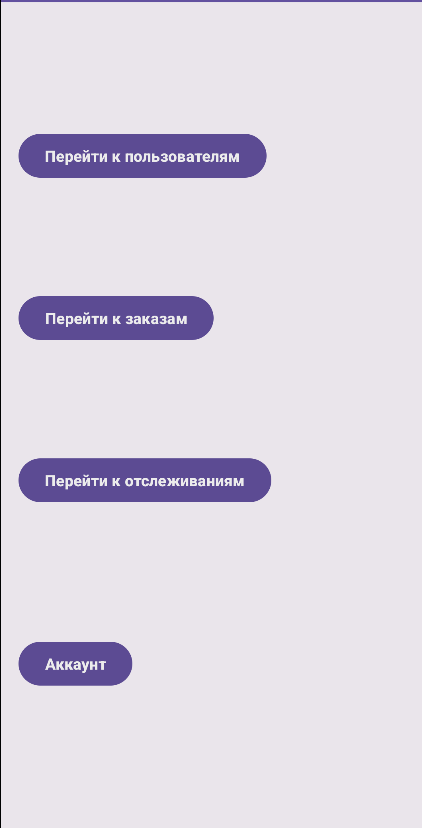 Перейти к пользователям
Перейти к заказам
Перейти к отслеживаниям
Аккаунт